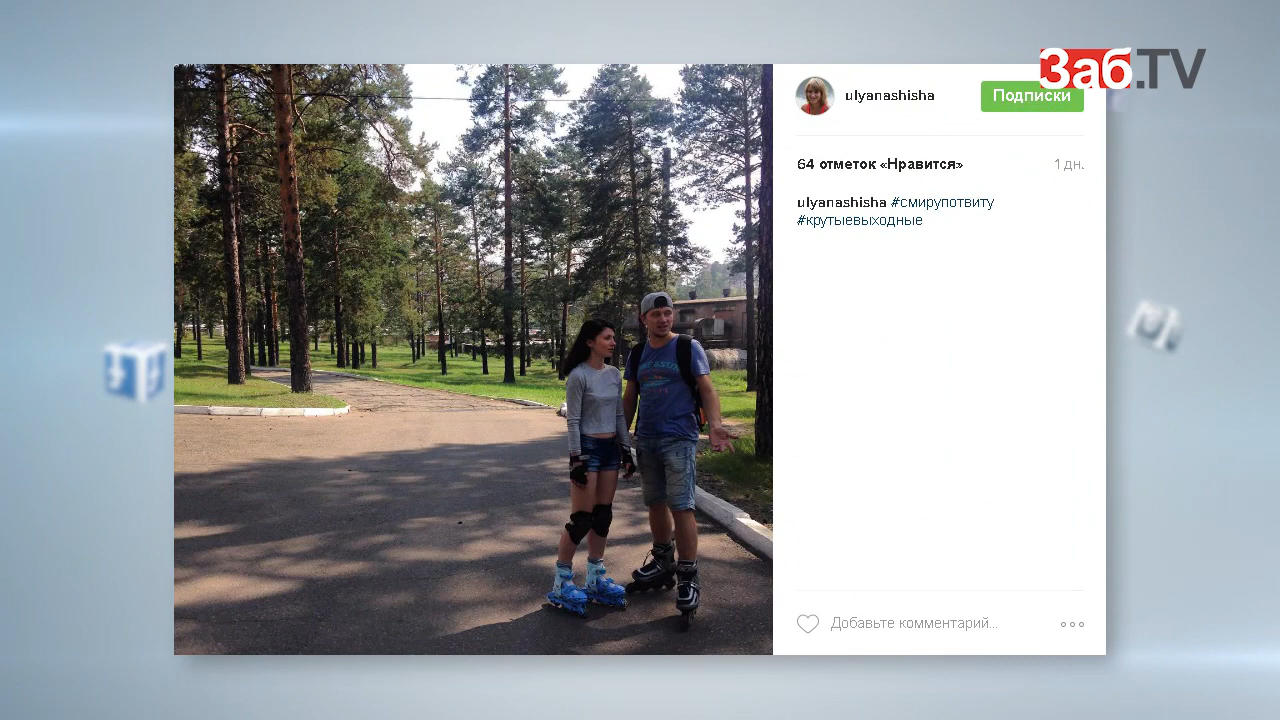 Заб.TV
ulyanashisha
Подписки
64 отметок «Нравится»
1 дн.
ulyanashisha #смирупотвиту
#крутыевыходные
Добавьте комментарий...